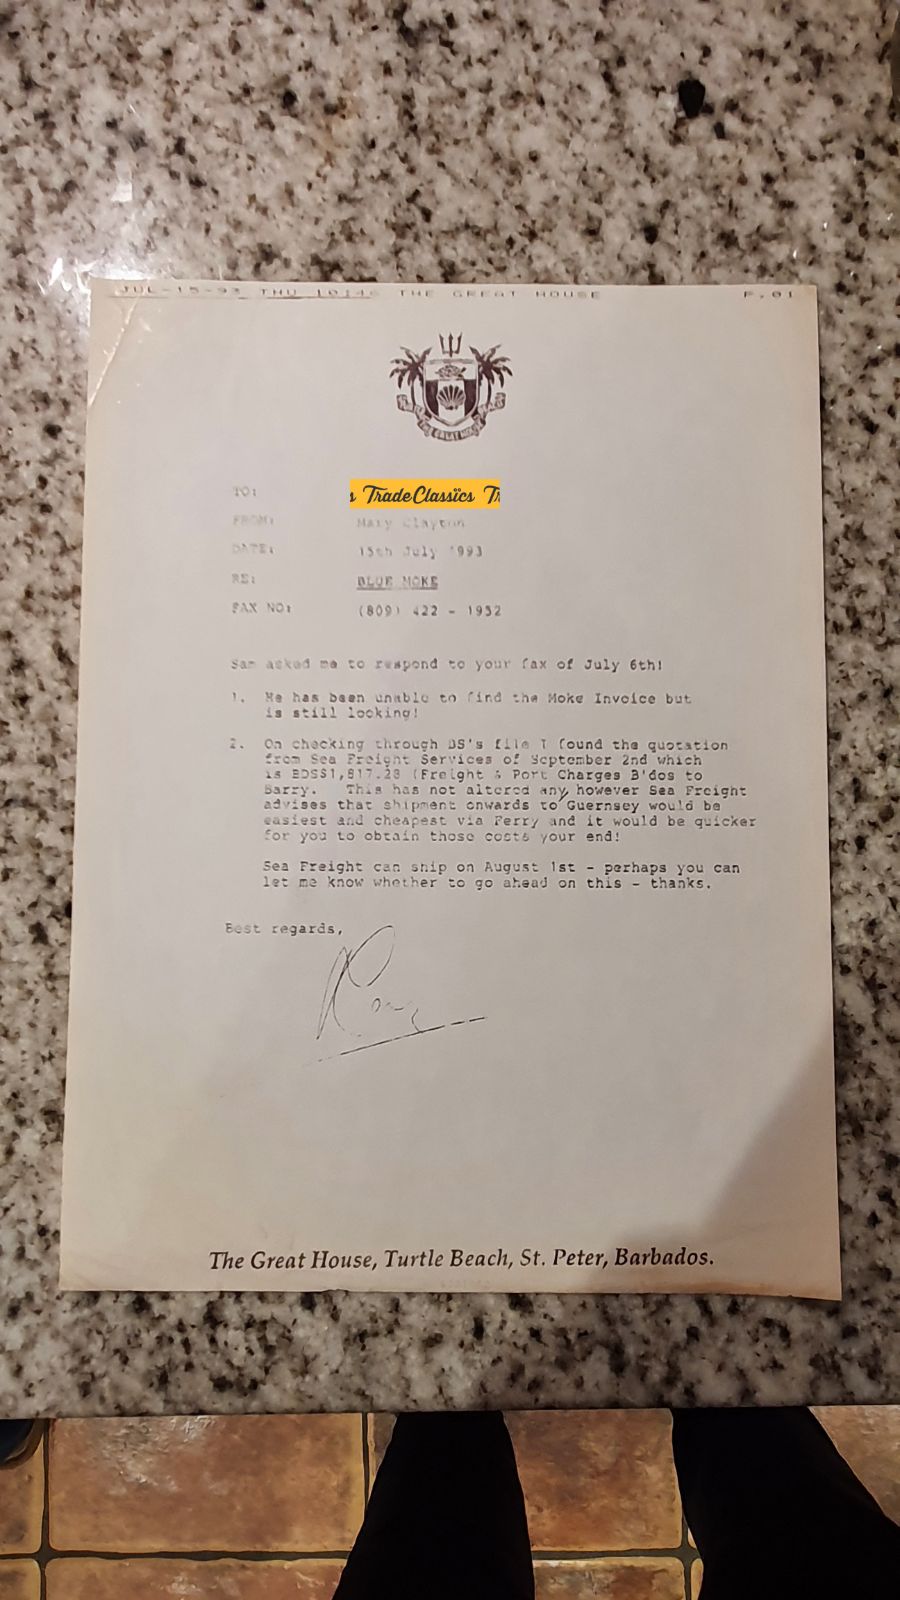 JUL-15-93 THU 10:46 THE GREAT HOUSE P.01
THE GREAT HOUSE
TO: s TradeClassics Tr
FROM: Mary Clayton
DATE: 15th July 1993
RE: BLUE MOKE
FAX NO: (809) 422 - 1932
Sam asked me to respond to your fax of July 6th!
1. He has been unable to find the Moke Invoice but
is still looking!
2. On checking through DS's file I found the quotation
from Sea Freight Services of September 2nd which
is BDS$1,817.28 (Freight & Port Charges B'dos to
Barry. This has not altered any, however Sea Freight
advises that shipment onwards to Guernsey would be
easiest and cheapest via Ferry and it would be quicker
for you to obtain those costs your end!
Sea Freight can ship on August 1st - perhaps you can
let me know whether to go ahead on this - thanks.
Best regards,
The Great House, Turtle Beach, St. Peter, Barbados.